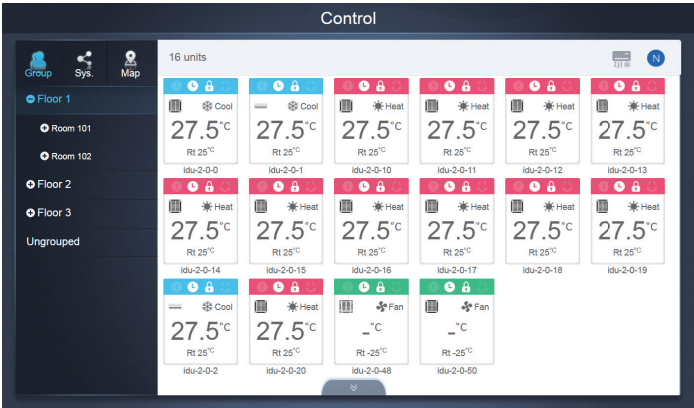 Control
Group Sys. Map
16 units
N
Floor 1
Room 101
Room 102
Floor 2
Floor 3
Ungrouped
Cool Cool Heat Heat Heat Heat
27.5°C 27.5°C 27.5°C 27.5°C 27.5°C 27.5°C
Rt 25°C Rt 25°C Rt 25°C Rt 25°C Rt 25°C Rt 25°C
idu-2-0-0 idu-2-0-1 idu-2-0-10 idu-2-0-11 idu-2-0-12 idu-2-0-13
Heat Heat Heat Heat Heat Heat
27.5°C 27.5°C 27.5°C 27.5°C 27.5°C 27.5°C
Rt 25°C Rt 25°C Rt 25°C Rt 25°C Rt 25°C Rt 25°C
idu-2-0-14 idu-2-0-15 idu-2-0-16 idu-2-0-17 idu-2-0-18 idu-2-0-19
Cool Heat Fan Fan
27.5°C 27.5°C _°C _°C
Rt 25°C Rt 25°C Rt -25°C Rt -25°C
idu-2-0-2 idu-2-0-20 idu-2-0-48 idu-2-0-50